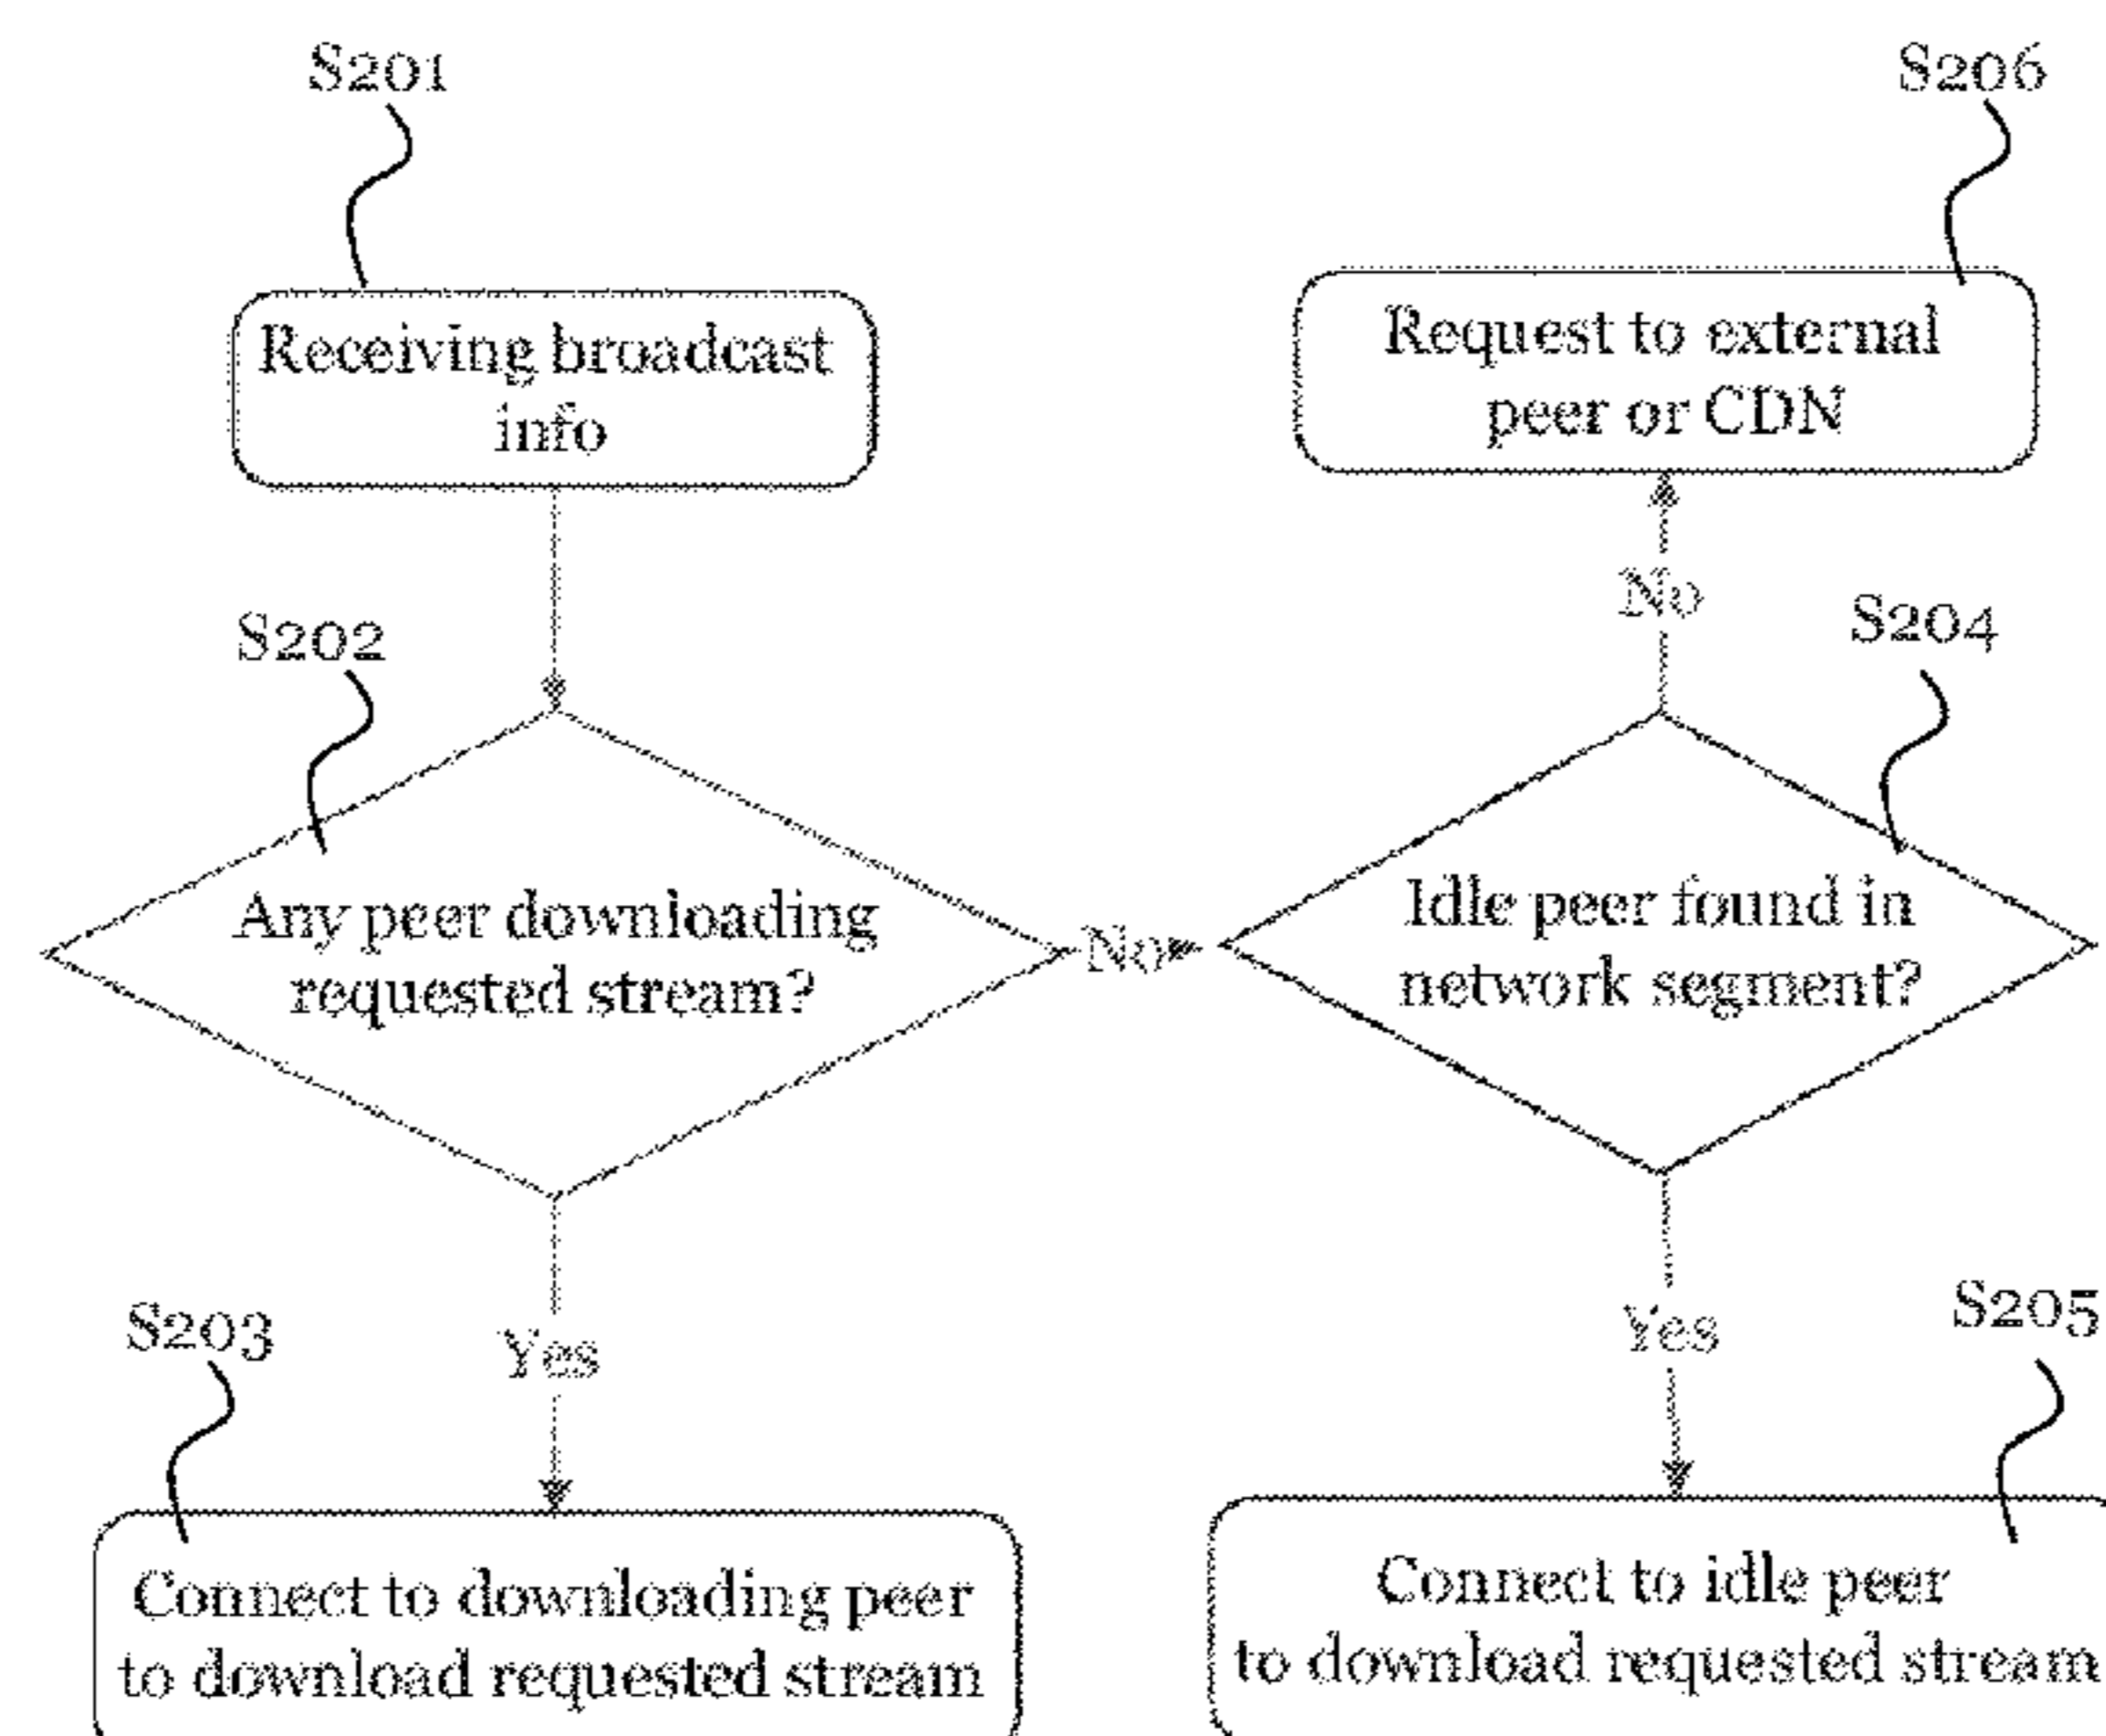 S201
Receiving broadcast
info
S202
Any peer downloading
requested stream?
No
Yes
S203
Connect to downloading peer
to download requested stream
S206
Request to external
peer or CDN
No
S204
Idle peer found in
network segment?
Yes
S205
Connect to idle peer
to download requested stream